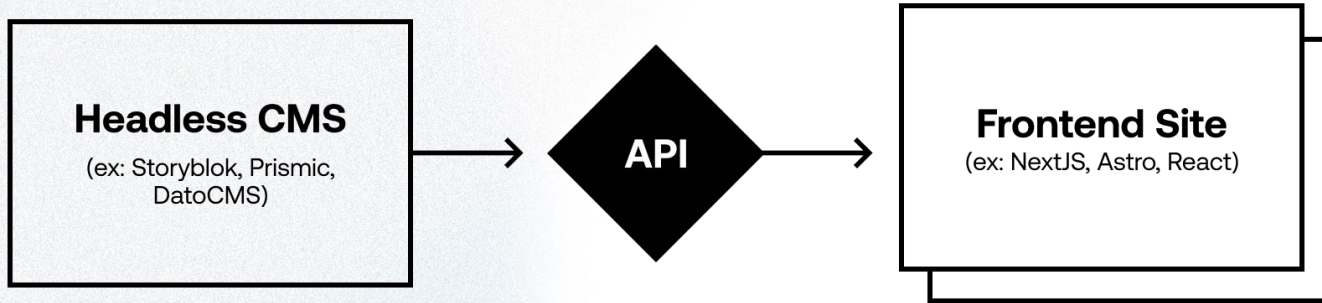 Headless CMS
(ex: Storyblok, Prismic,
DatoCMS)
API
Frontend Site
(ex: NextJS, Astro, React)